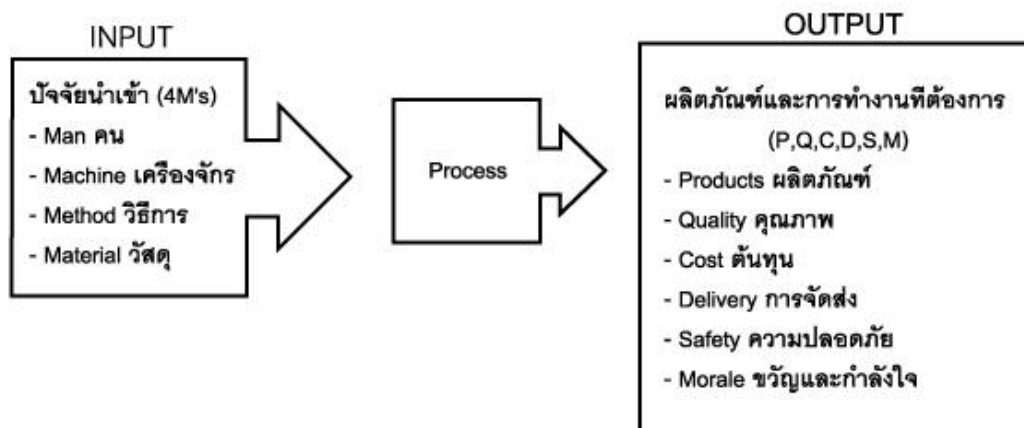 INPUT
ปัจจัยนำเข้า (4M's)
- Man คน
- Machine เครื่องจักร
- Method วิธีการ
- Material วัสดุ
Process
OUTPUT
ผลิตภัณฑ์และการทำงานที่ต้องการ
(P,Q,C,D,S,M)
- Products ผลิตภัณฑ์
- Quality คุณภาพ
- Cost ต้นทุน
- Delivery การจัดส่ง
- Safety ความปลอดภัย
- Morale ขวัญและกำลังใจ